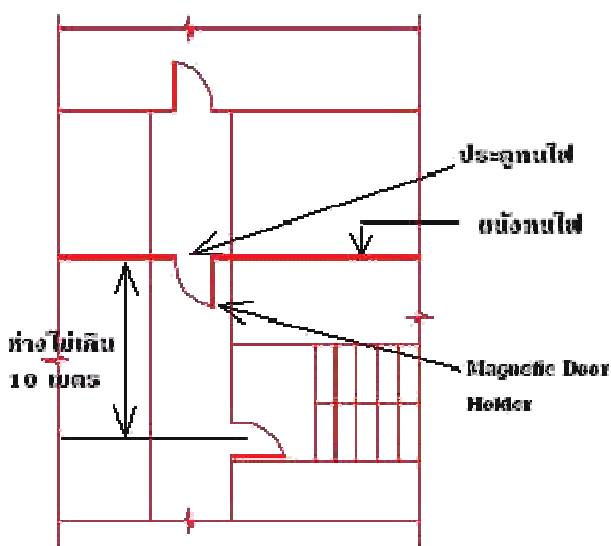 ประตูทนไฟ
ผนังทนไฟ
ห่างไม่เกิน
10 เมตร
Magnetic Door
Holder